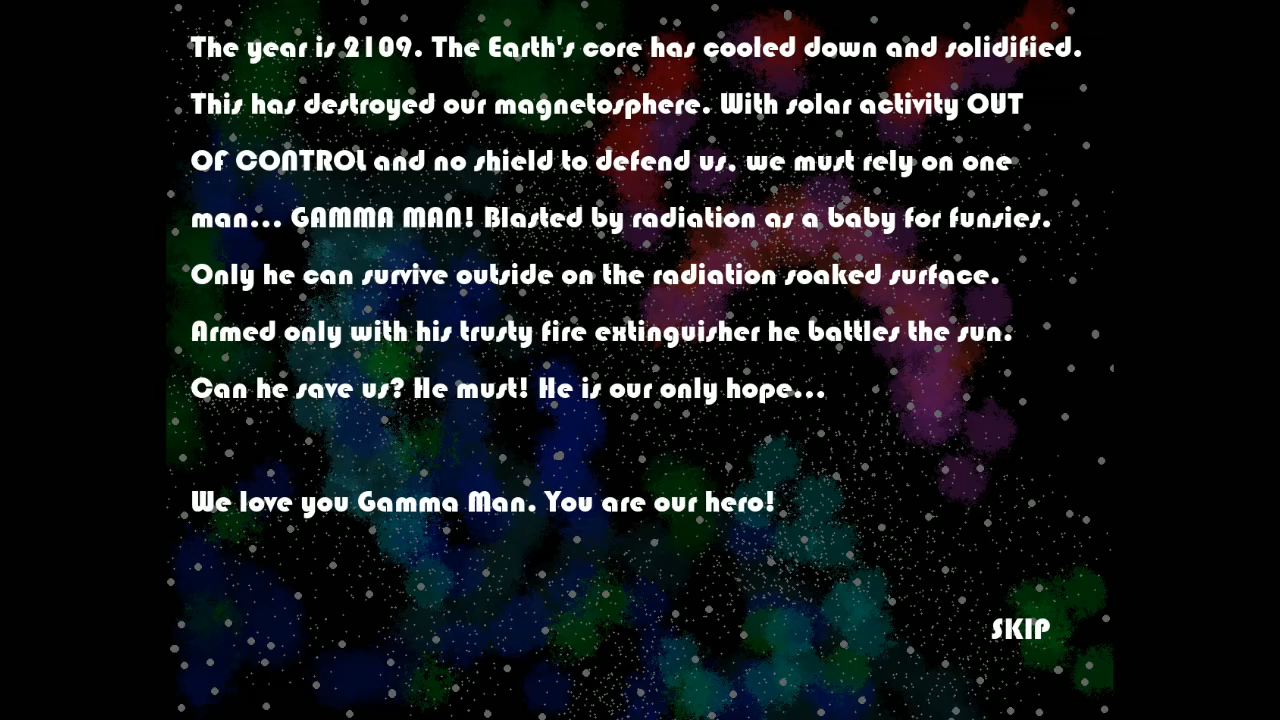 The year is 2109. The Earth's core has cooled down and solidified.
This has destroyed our magnetosphere. With solar activity OUT
OF CONTROL and no shield to defend us, we must rely on one
man... GAMMA MAN! Blasted by radiation as a baby for funsies.
Only he can survive outside on the radiation soaked surface.
Armed only with his trusty fire extinguisher he battles the sun.
Can he save us? He must! He is our only hope...
We love you Gamma Man. You are our hero!
SKIP